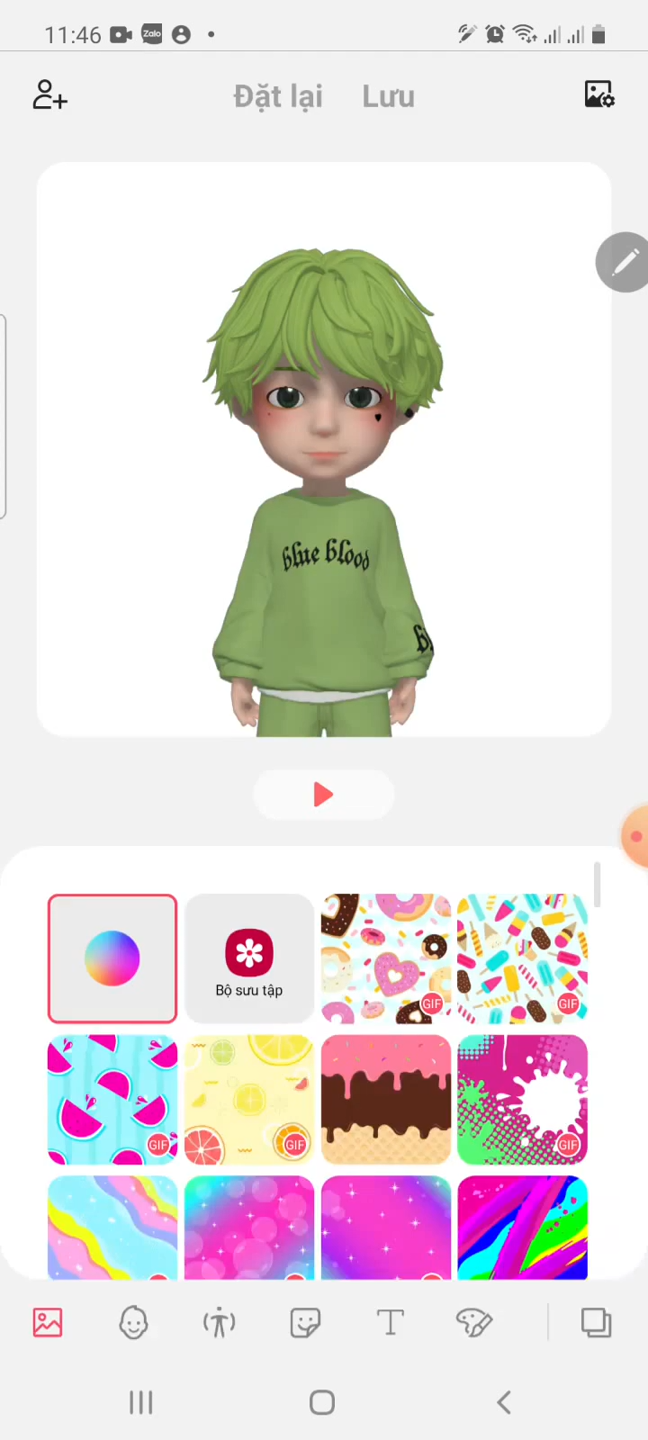 11:46
Zalo
Đặt lại Lưu
blue blood
Bộ sưu tập
GIF
GIF
GIF
GIF
GIF
T